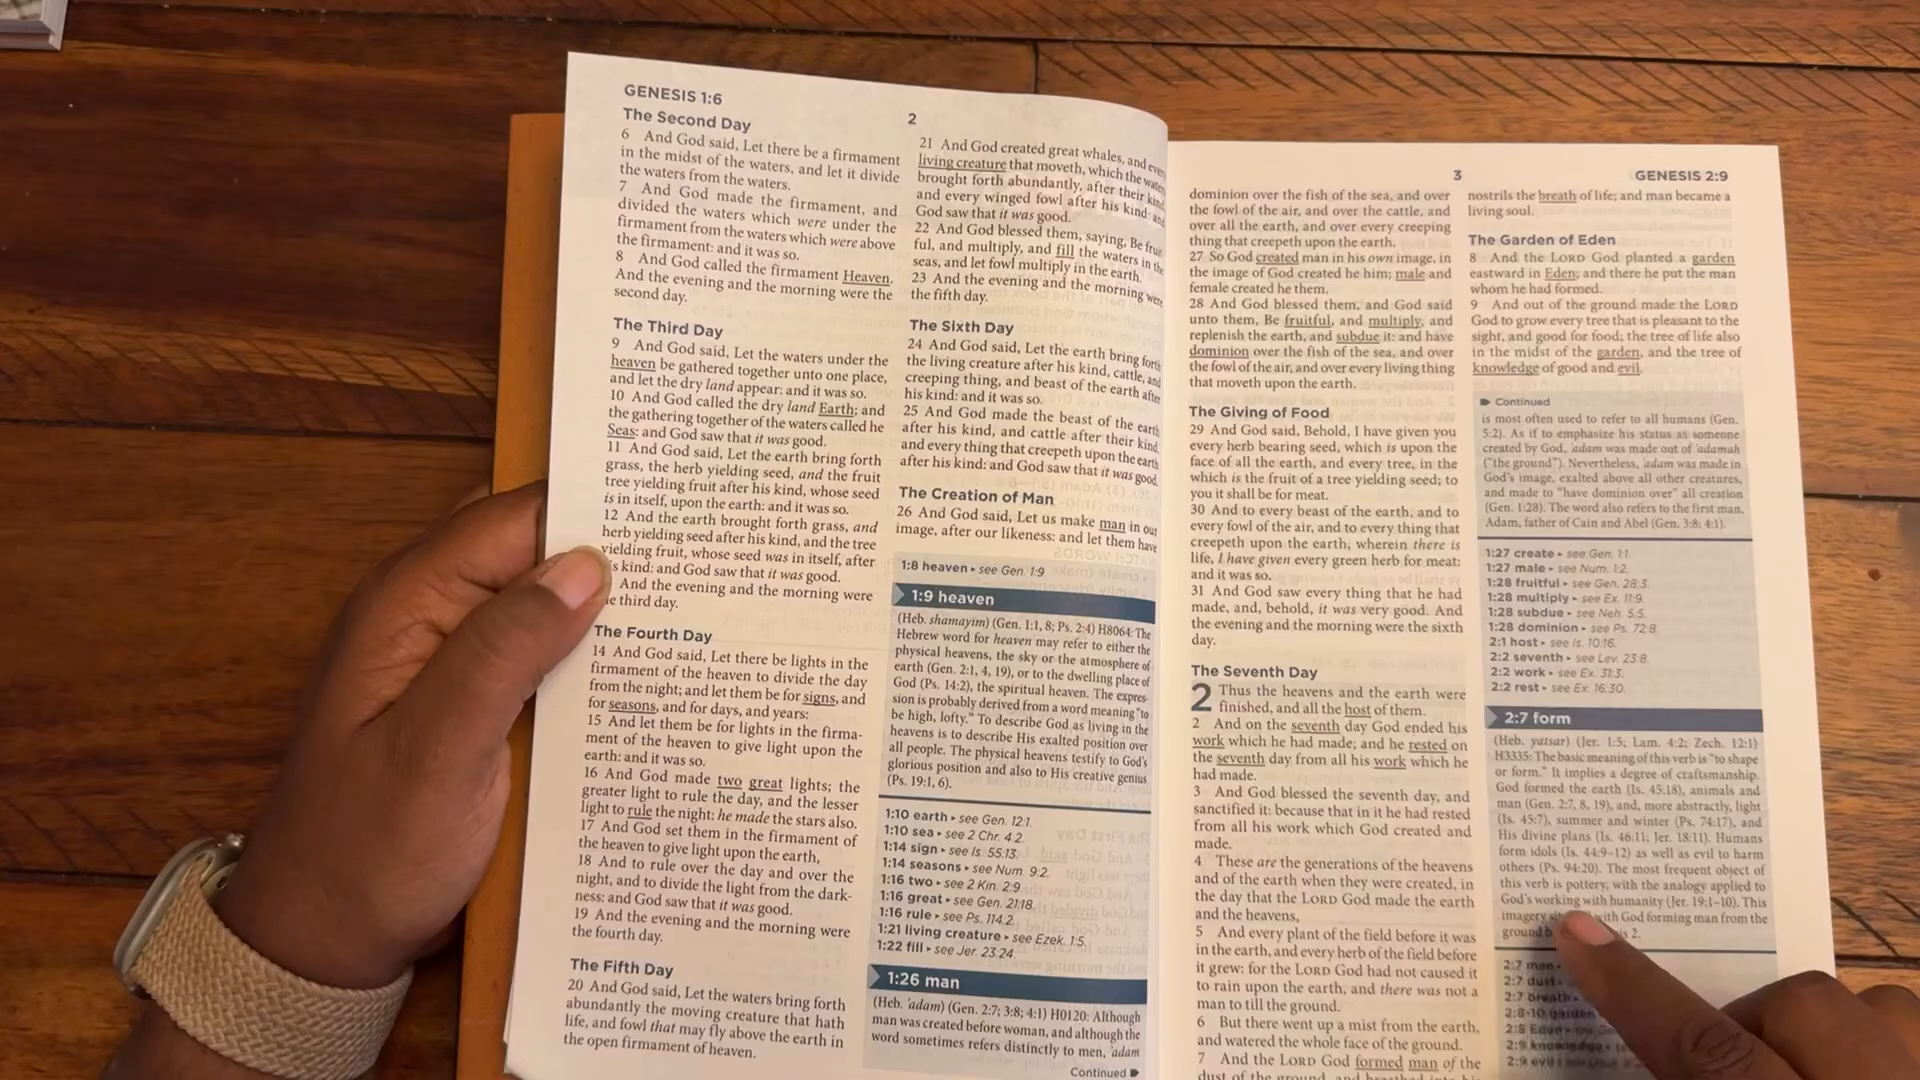 GENESIS 1:6
2
The Second Day
6 And God said, Let there be a firmament
in the midst of the waters, and let it divide
the waters from the waters.
7 And God made the firmament, and
divided the waters which were under the
firmament from the waters which were above
the firmament: and it was so.
8 And God called the firmament Heaven.
And the evening and the morning were the
second day.
The Third Day
9 And God said, Let the waters under the
heaven be gathered together unto one place,
and let the dry land appear: and it was so.
10 And God called the dry land Earth; and
the gathering together of the waters called he
Seas: and God saw that it was good.
11 And God said, Let the earth bring forth
grass, the herb yielding seed, and the fruit
tree yielding fruit after his kind, whose seed
is in itself, upon the earth: and it was so.
12 And the earth brought forth grass, and
herb yielding seed after his kind, and the tree
yielding fruit, whose seed was in itself, after
kind: and God saw that it was good.
And the evening and the morning were
third day.
The Fourth Day
14 And God said, Let there be lights in the
firmament of the heaven to divide the day
from the night; and let them be for signs, and
for seasons, and for days, and years:
15 And let them be for lights in the firma-
ment of the heaven to give light upon the
earth: and it was so.
16 And God made two great lights; the
greater light to rule the day, and the lesser
light to rule the night: he made the stars also.
17 And God set them in the firmament of
the heaven to give light upon the earth,
18 And to rule over the day and over the
night, and to divide the light from the dark-
ness: and God saw that it was good.
19 And the evening and the morning were
the fourth day.
The Fifth Day
20 And God said, Let the waters bring forth
abundantly the moving creature that hath
life, and fowl that may fly above the earth in
the open firmament of heaven.
21 And God created great whales, and every
living creature that moveth, which the waters
brought forth abundantly, after their kind,
and every winged fowl after his kind: and
God saw that it was good.
22 And God blessed them, saying, Be fruit-
ful, and multiply, and fill the waters in the
seas, and let fowl multiply in the earth.
23 And the evening and the morning were
the fifth day.
The Sixth Day
24 And God said, Let the earth bring forth
the living creature after his kind, cattle, and
creeping thing, and beast of the earth after
his kind: and it was so.
25 And God made the beast of the earth
after his kind, and cattle after their kind,
and every thing that creepeth upon the earth
after his kind: and God saw that it was good.
The Creation of Man
26 And God said, Let us make man in our
image, after our likeness: and let them have
1:8 heaven ▸ see Gen. 1:9
1:9 heaven
(Heb. shamayim) (Gen. 1:1, 8; Ps. 2:4) H8064: The
Hebrew word for heaven may refer to either the
physical heavens, the sky or the atmosphere of
earth (Gen. 2:1, 4, 19), or to the dwelling place of
God (Ps. 14:2), the spiritual heaven. The expres-
sion is probably derived from a word meaning "to
be high, lofty." To describe God as living in the
heavens is to describe His exalted position over
all people. The physical heavens testify to God's
glorious position and also to His creative genius
(Ps. 19:1, 6).
1:10 earth ▸ see Gen. 12:1.
1:10 sea ▸ see 2 Chr. 4:2.
1:14 sign ▸ see Is. 55:13.
1:14 seasons ▸ see Num. 9:2.
1:16 two ▸ see 2 Kin. 2:9.
1:16 great ▸ see Gen. 21:18.
1:16 rule ▸ see Ps. 114:2.
1:21 living creature ▸ see Ezek. 1:5.
1:22 fill ▸ see Jer. 23:24.
1:26 man
(Heb. 'adam) (Gen. 2:7; 3:8; 4:1) H0120: Although
man was created before woman, and although the
word sometimes refers distinctly to men, 'adam
Continued
3
GENESIS 2:9
dominion over the fish of the sea, and over
the fowl of the air, and over the cattle, and
over all the earth, and over every creeping
thing that creepeth upon the earth.
27 So God created man in his own image, in
the image of God created he him; male and
female created he them.
28 And God blessed them, and God said
unto them, Be fruitful, and multiply, and
replenish the earth, and subdue it: and have
dominion over the fish of the sea, and over
the fowl of the air, and over every living thing
that moveth upon the earth.
The Giving of Food
29 And God said, Behold, I have given you
every herb bearing seed, which is upon the
face of all the earth, and every tree, in the
which is the fruit of a tree yielding seed; to
you it shall be for meat.
30 And to every beast of the earth, and to
every fowl of the air, and to every thing that
creepeth upon the earth, wherein there is
life, I have given every green herb for meat:
and it was so.
31 And God saw every thing that he had
made, and, behold, it was very good. And
the evening and the morning were the sixth
day.
The Seventh Day
2 Thus the heavens and the earth were
finished, and all the host of them.
2 And on the seventh day God ended his
work which he had made; and he rested on
the seventh day from all his work which he
had made.
3 And God blessed the seventh day, and
sanctified it: because that in it he had rested
from all his work which God created and
made.
4 These are the generations of the heavens
and of the earth when they were created, in
the day that the LORD God made the earth
and the heavens,
5 And every plant of the field before it was
in the earth, and every herb of the field before
it grew: for the LORD God had not caused it
to rain upon the earth, and there was not a
man to till the ground.
6 But there went up a mist from the earth,
and watered the whole face of the ground.
7 And the LORD God formed man of the
dust of the ground, and breathed into his
nostrils the breath of life; and man became a
living soul.
The Garden of Eden
8 And the LORD God planted a garden
eastward in Eden; and there he put the man
whom he had formed.
9 And out of the ground made the LORD
God to grow every tree that is pleasant to the
sight, and good for food; the tree of life also
in the midst of the garden, and the tree of
knowledge of good and evil.
Continued
is most often used to refer to all humans (Gen.
5:2). As if to emphasize his status as someone
created by God, 'adam was made out of 'adamah
("the ground"). Nevertheless, 'adam was made in
God's image, exalted above all other creatures,
and made to "have dominion over" all creation
(Gen. 1:28). The word also refers to the first man,
Adam, father of Cain and Abel (Gen. 3:8; 4:1).
1:27 create ▸ see Gen. 1:1.
1:27 male ▸ see Num. 1:2.
1:28 fruitful ▸ see Gen. 28:3.
1:28 multiply ▸ see Ex. 11:9.
1:28 subdue ▸ see Neh. 5:5.
1:28 dominion ▸ see Ps. 72:8.
2:1 host ▸ see Is. 10:16.
2:2 seventh ▸ see Lev. 23:8.
2:2 work ▸ see Ex. 31:3.
2:2 rest ▸ see Ex. 16:30.
2:7 form
(Heb. yatsar) (Jer. 1:5; Lam. 4:2; Zech. 12:1)
H3335: The basic meaning of this verb is "to shape
or form." It implies a degree of craftsmanship.
God formed the earth (Is. 45:18), animals and
man (Gen. 2:7, 8, 19), and, more abstractly, light
(Is. 45:7), summer and winter (Ps. 74:17), and
His divine plans (Is. 46:11; Jer. 18:11). Humans
form idols (Is. 44:9–12) as well as evil to harm
others (Ps. 94:20). The most frequent object of
this verb is pottery, with the analogy applied to
God's working with humanity (Jer. 19:1–10). This
imagery with God forming man from the
ground 2.
2:7 man
2:7 dust
2:7 breath
2:8-10 garden
2:8 Eden
2:9 knowledge
2:9 evil